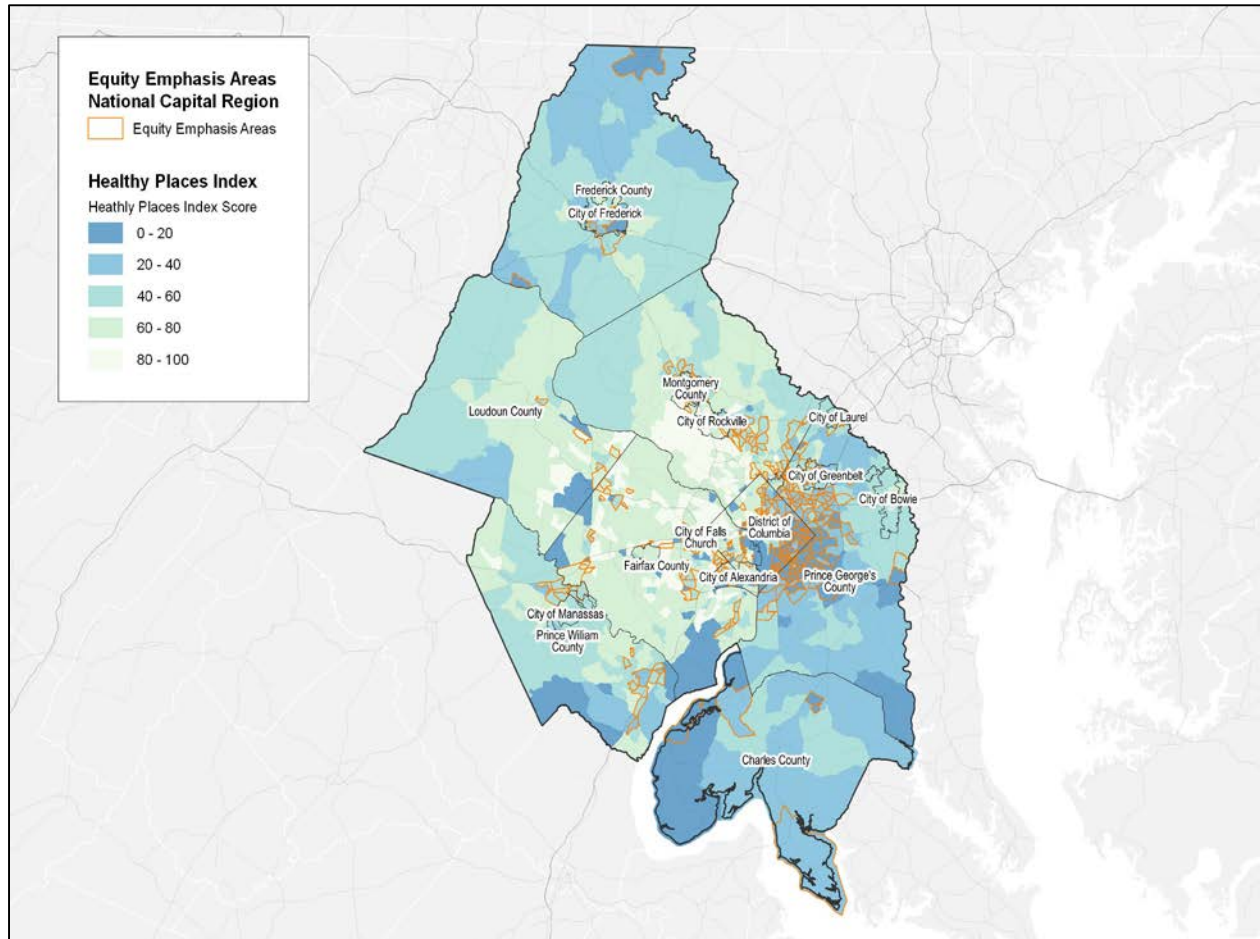 Equity Emphasis Areas
National Capital Region
Equity Emphasis Areas
Healthy Places Index
Heathly Places Index Score
0 - 20
20 - 40
40 - 60
60 - 80
80 - 100
Frederick County
City of Frederick
Montgomery
County
Loudoun County
City of Rockville
City of Laurel
City of Greenbelt
City of Bowie
City of Falls
Church
District of
Columbia
Fairfax County
City of Alexandria
Prince George's
County
City of Manassas
Prince Wiliam
County
Charles County